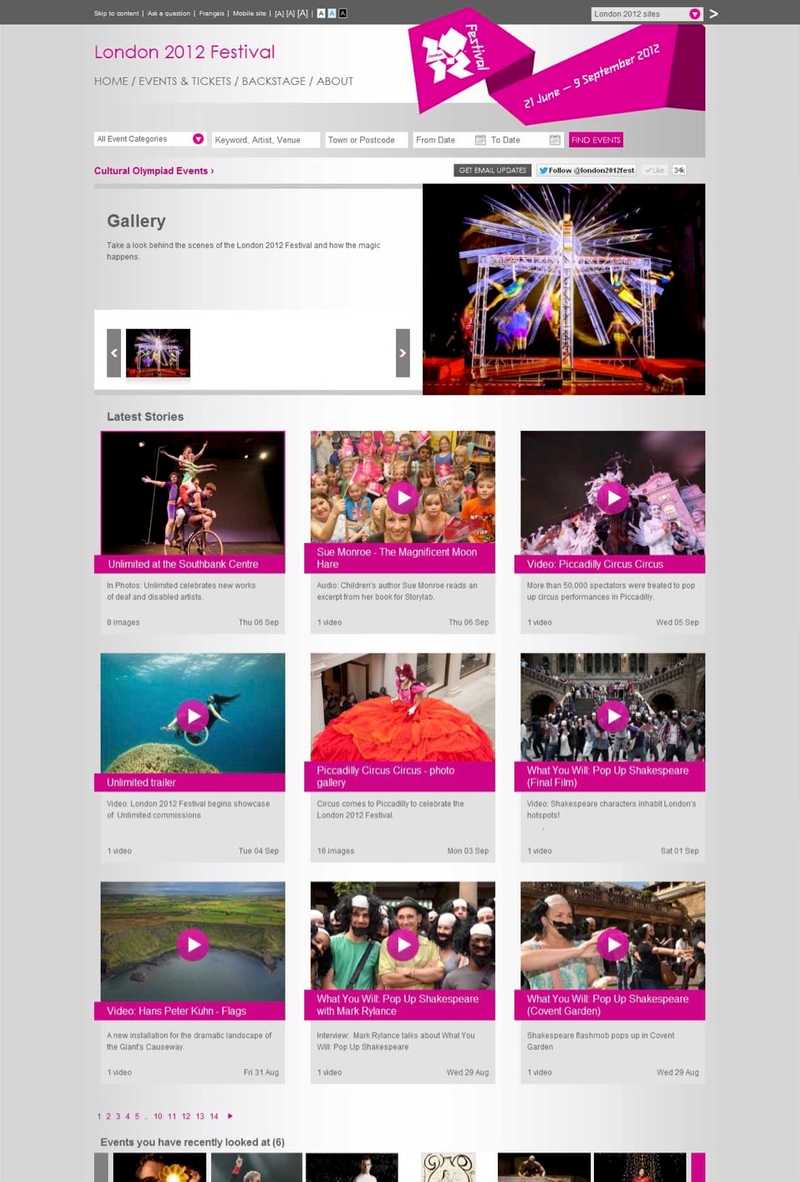 Skip to content | Ask a question | Français | Mobile site | [A] [A] [A] | A A A
London 2012 sites
>
London 2012 Festival
HOME / EVENTS & TICKETS / BACKSTAGE / ABOUT
London
Festival
21 June — 9 September 2012
All Event Categories
Keyword, Artist, Venue
Town or Postcode
From Date
To Date
FIND EVENTS
Cultural Olympiad Events ›
GET EMAIL UPDATES
Follow @london2012fest
Like
34k
Gallery
Take a look behind the scenes of the London 2012 Festival and how the magic
happens.
Latest Stories
Unlimited at the Southbank Centre
In Photos: Unlimited celebrates new works
of deaf and disabled artists.
8 images
Thu 06 Sep
Sue Monroe - The Magnificent Moon
Hare
Audio: Children's author Sue Monroe reads an
excerpt from her book for Storylab.
1 video
Thu 06 Sep
Video: Piccadilly Circus Circus
More than 50,000 spectators were treated to pop
up circus performances in Piccadilly.
1 video
Wed 05 Sep
Unlimited trailer
Video: London 2012 Festival begins showcase
of Unlimited commissions
1 video
Tue 04 Sep
Piccadilly Circus Circus - photo
gallery
Circus comes to Piccadilly to celebrate the
London 2012 Festival.
16 images
Mon 03 Sep
What You Will: Pop Up Shakespeare
(Final Film)
Video: Shakespeare characters inhabit London's
hotspots!
1 video
Sat 01 Sep
Video: Hans Peter Kuhn - Flags
A new installation for the dramatic landscape of
the Giant's Causeway.
1 video
Fri 31 Aug
What You Will: Pop Up Shakespeare
with Mark Rylance
Interview: Mark Rylance talks about What You
Will: Pop Up Shakespeare
1 video
Wed 29 Aug
What You Will: Pop Up Shakespeare
(Covent Garden)
Shakespeare flashmob pops up in Covent
Garden
1 video
Wed 29 Aug
1 2 3 4 5 .. 10 11 12 13 14
Events you have recently looked at (6)